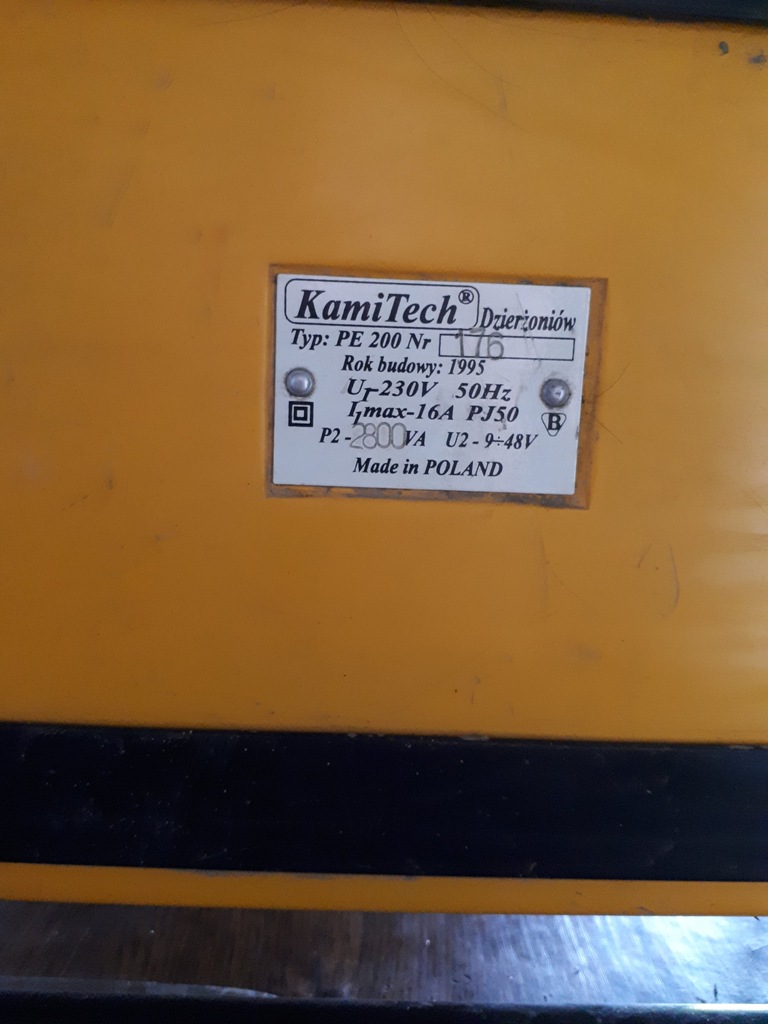 KamiTech® Dzierżoniów
Typ: PE 200 Nr 176
Rok budowy: 1995
U1-230V 50Hz
I1max-16A PJ50
B
P2-2800VA U2 - 9÷48V
Made in POLAND